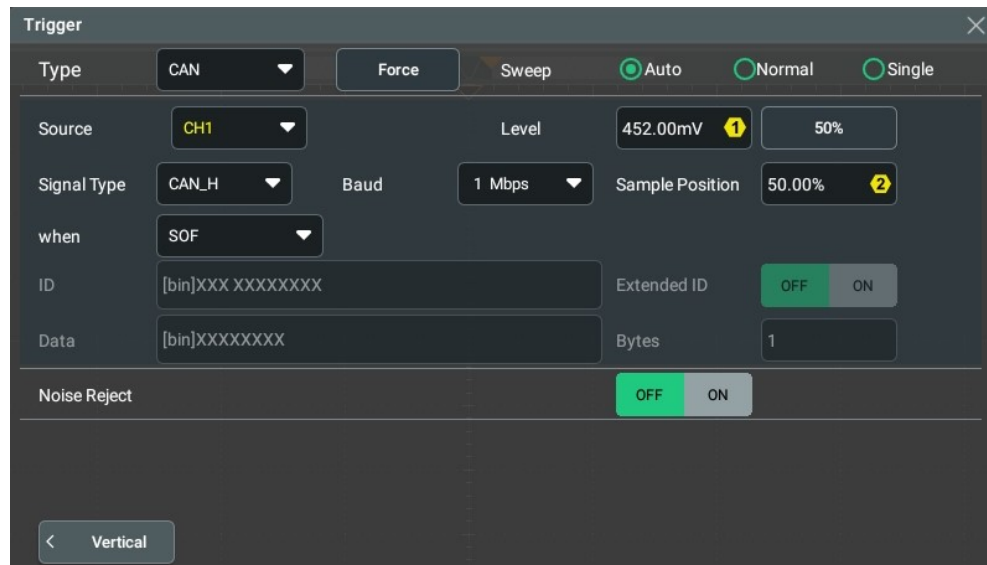 Trigger
Type CAN Force Sweep Auto Normal Single
Source CH1 Level 452.00mV 1 50%
Signal Type CAN_H Baud 1 Mbps Sample Position 50.00% 2
when SOF
ID [bin]XXX XXXXXXXX Extended ID OFF ON
Data [bin]XXXXXXXX Bytes 1
Noise Reject OFF ON
Vertical